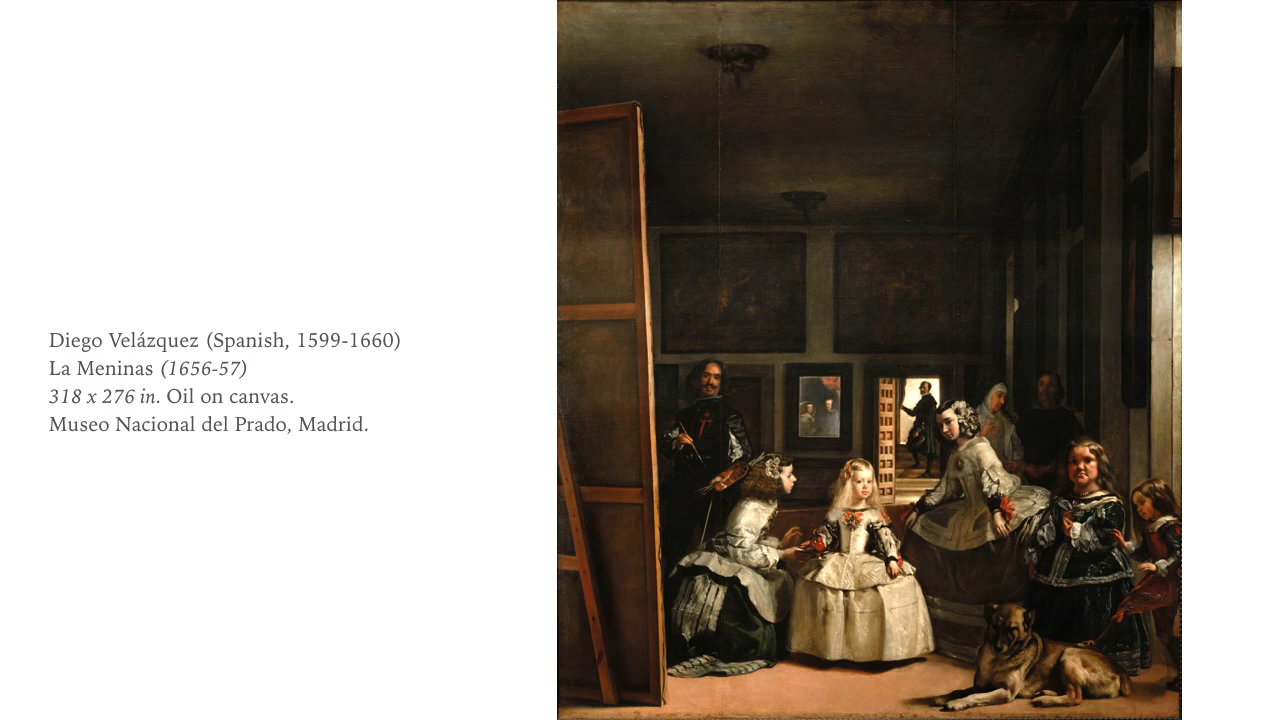 Diego Velázquez (Spanish, 1599-1660)
La Meninas (1656-57)
318 x 276 in. Oil on canvas.
Museo Nacional del Prado, Madrid.